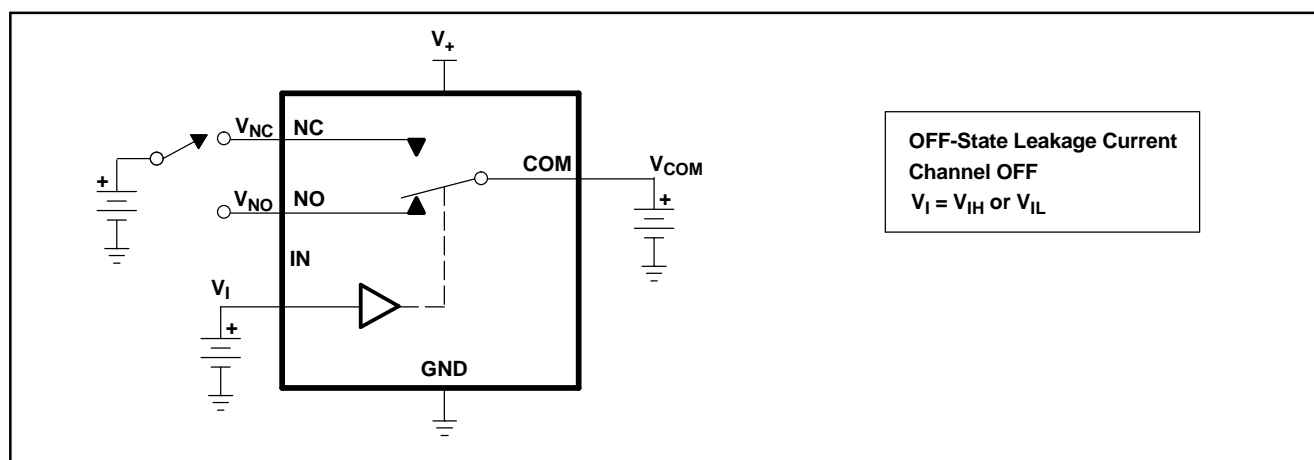 V+
VNC NC
COM VCOM
VNO NO
IN
VI
GND
+
+
+
OFF-State Leakage Current
Channel OFF
VI = VIH or VIL